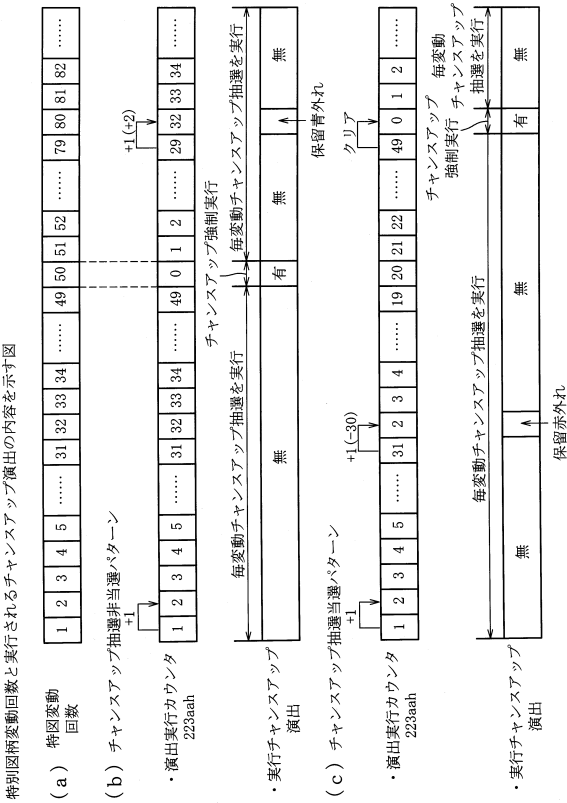 特別図柄変動回数と実行されるチャンスアップ演出の内容を示す図
(a) 特図変動
回数
1 2 3 4 5 …… 31 32 33 34 …… 49 50 51 52 …… 79 80 81 82 ……
(b) チャンスアップ抽選非当選パターン
+1
+1(+2)
・演出実行カウンタ
223aah
1 2 3 4 5 …… 31 32 33 34 …… 49 0 1 2 …… 29 32 33 34 ……
チャンスアップ強制実行
毎変動チャンスアップ抽選を実行
毎変動チャンスアップ抽選を実行
・実行チャンスアップ
演出
無 有 無 無
保留青外れ
(c) チャンスアップ抽選当選パターン
+1
+1(-30)
クリア
・演出実行カウンタ
223aah
1 2 3 4 5 …… 31 2 3 4 …… 19 20 21 22 …… 49 0 1 2 ……
チャンスアップ
強制実行
毎変動
チャンスアップ
抽選を実行
毎変動チャンスアップ抽選を実行
・実行チャンスアップ
演出
無 無 有 無
保留赤外れ